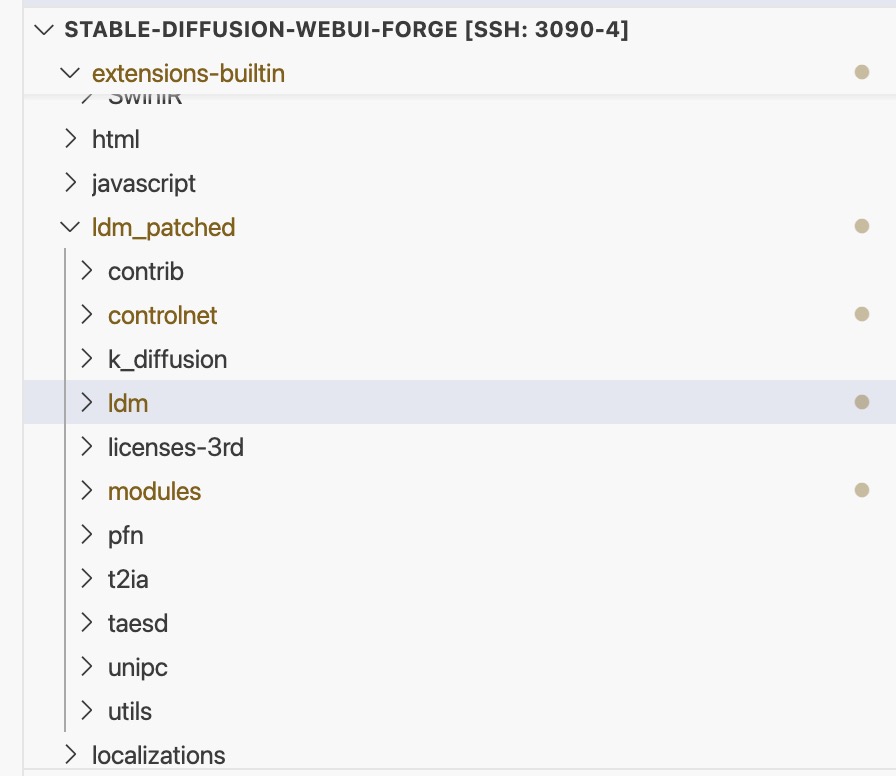 STABLE-DIFFUSION-WEBUI-FORGE [SSH: 3090-4]
extensions-builtin
SwinIR
html
javascript
ldm_patched
contrib
controlnet
k_diffusion
ldm
licenses-3rd
modules
pfn
t2ia
taesd
unipc
utils
localizations